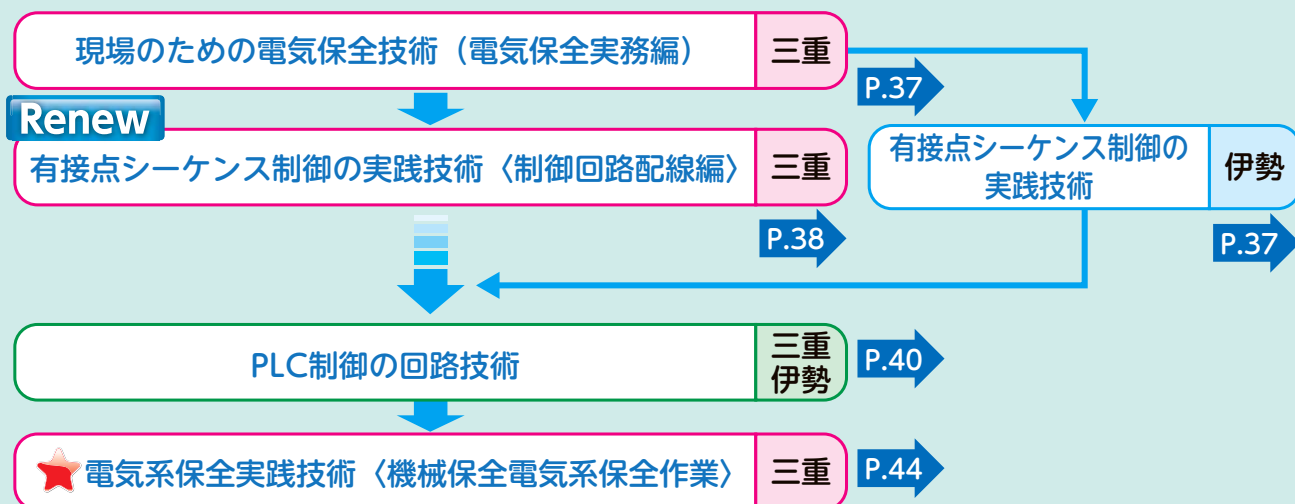 現場のための電気保全技術（電気保全実務編）
三重
P.37
Renew
有接点シーケンス制御の実践技術〈制御回路配線編〉
三重
P.38
有接点シーケンス制御の
実践技術
伊勢
P.37
PLC制御の回路技術
三重
伊勢
P.40
電気系保全実践技術〈機械保全電気系保全作業〉
三重
P.44